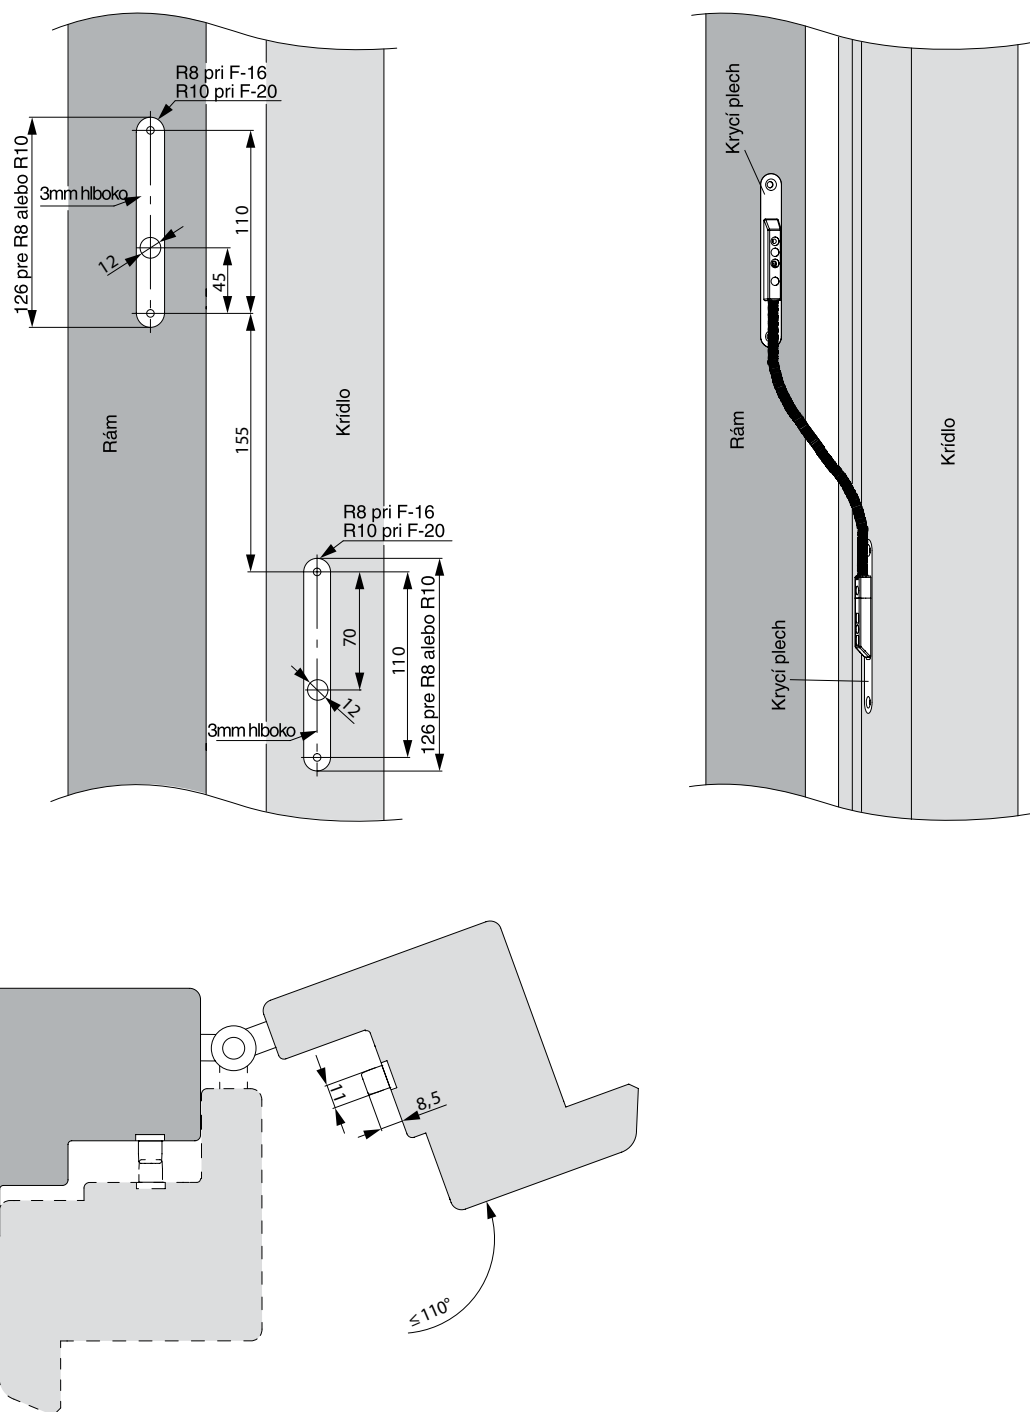 R8 pri F-16
R10 pri F-20
126 pre R8 alebo R10
3mm hlboko
12
110
45
155
Rám
Krídlo
R8 pri F-16
R10 pri F-20
70
110
126 pre R8 alebo R10
12
3mm hlboko
Krycí plech
Rám
Krídlo
Krycí plech
11
8,5
≤ 110°